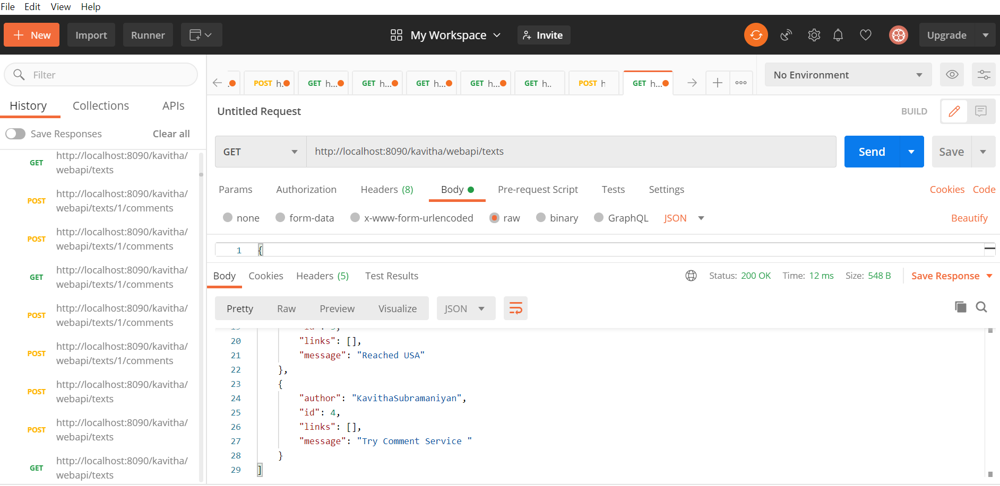 File Edit View Help
New Import Runner My Workspace Invite Upgrade
Filter
History Collections APIs
Save Responses Clear all
GET http://localhost:8090/kavitha/
webapi/texts
POST http://localhost:8090/kavitha/
webapi/texts/1/comments
POST http://localhost:8090/kavitha/
webapi/texts/1/comments
GET http://localhost:8090/kavitha/
webapi/texts/1/comments
POST http://localhost:8090/kavitha/
webapi/texts/1/comments
POST http://localhost:8090/kavitha/
webapi/texts/1/comments
POST http://localhost:8090/kavitha/
webapi/texts
POST http://localhost:8090/kavitha/
webapi/texts
GET http://localhost:8090/kavitha/
webapi/texts
. POST h. GET h... GET h... GET h... GET h... GET h.. POST h GET h...
No Environment
Untitled Request BUILD
GET http://localhost:8090/kavitha/webapi/texts Send Save
Params Authorization Headers (8) Body Pre-request Script Tests Settings Cookies Code
none form-data x-www-form-urlencoded raw binary GraphQL JSON Beautify
1 {
Body Cookies Headers (5) Test Results Status: 200 OK Time: 12 ms Size: 548 B Save Response
Pretty Raw Preview Visualize JSON
20 "links": [],
21 "message": "Reached USA"
22 },
23 {
24 "author": "KavithaSubramaniyan",
25 "id": 4,
26 "links": [],
27 "message": "Try Comment Service "
28 }
29 ]